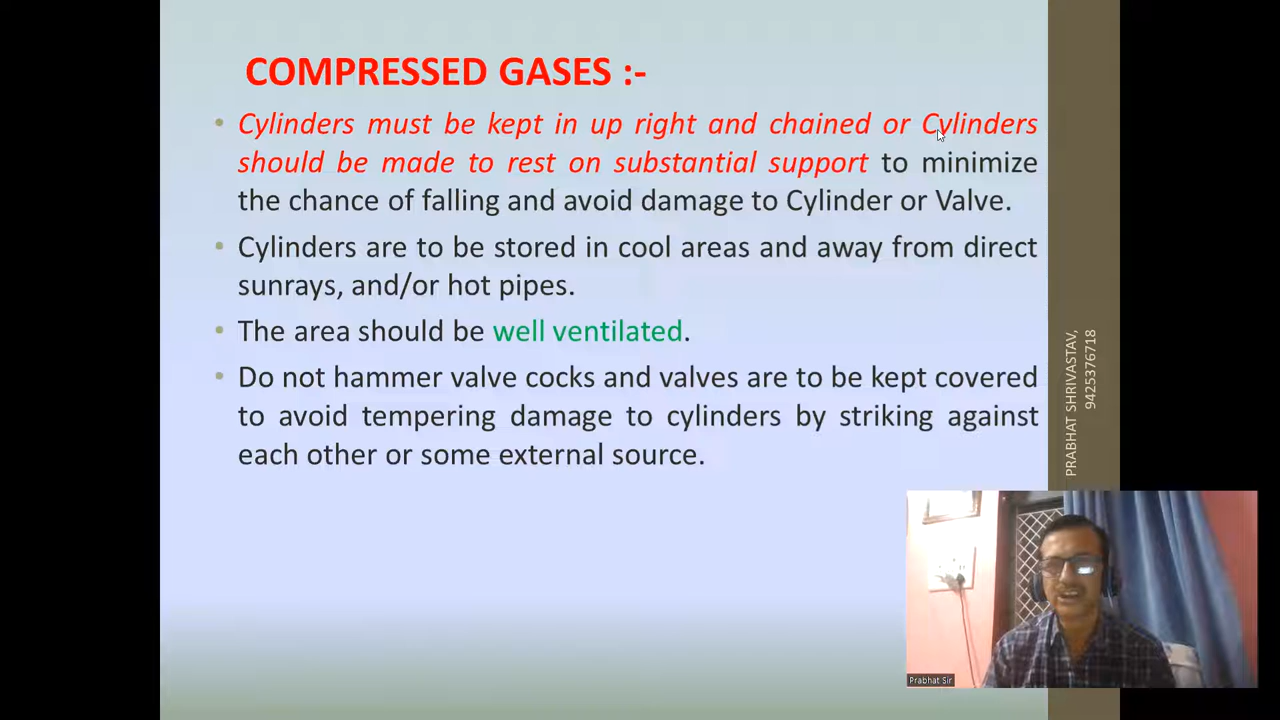 COMPRESSED GASES :-
• Cylinders must be kept in up right and chained or Cylinders
should be made to rest on substantial support to minimize
the chance of falling and avoid damage to Cylinder or Valve.
• Cylinders are to be stored in cool areas and away from direct
sunrays, and/or hot pipes.
• The area should be well ventilated.
• Do not hammer valve cocks and valves are to be kept covered
to avoid tempering damage to cylinders by striking against
each other or some external source.
PRABHAT SHRIVASTAV,
9425376718
Prabhat Sir